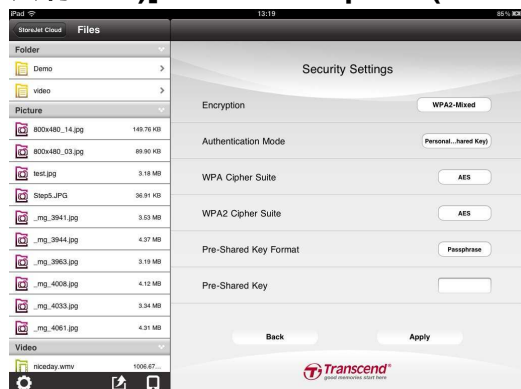 iPad 13:19 85%
StoreJet Cloud Files
Folder
Demo
video
Picture
800x480_14.jpg 149.76 KB
800x480_03.jpg 89.90 KB
test.jpg 3.18 MB
Step5.JPG 36.91 KB
_mg_3941.jpg 3.53 MB
_mg_3944.jpg 4.37 MB
_mg_3963.jpg 3.19 MB
_mg_4008.jpg 4.12 MB
_mg_4033.jpg 3.34 MB
_mg_4061.jpg 4.31 MB
Video
niceday.wmv 1006.67...
Security Settings
Encryption WPA2-Mixed
Authentication Mode Personal...hared Key)
WPA Cipher Suite AES
WPA2 Cipher Suite AES
Pre-Shared Key Format Passphrase
Pre-Shared Key
Back Apply
Transcend®
good memories start here